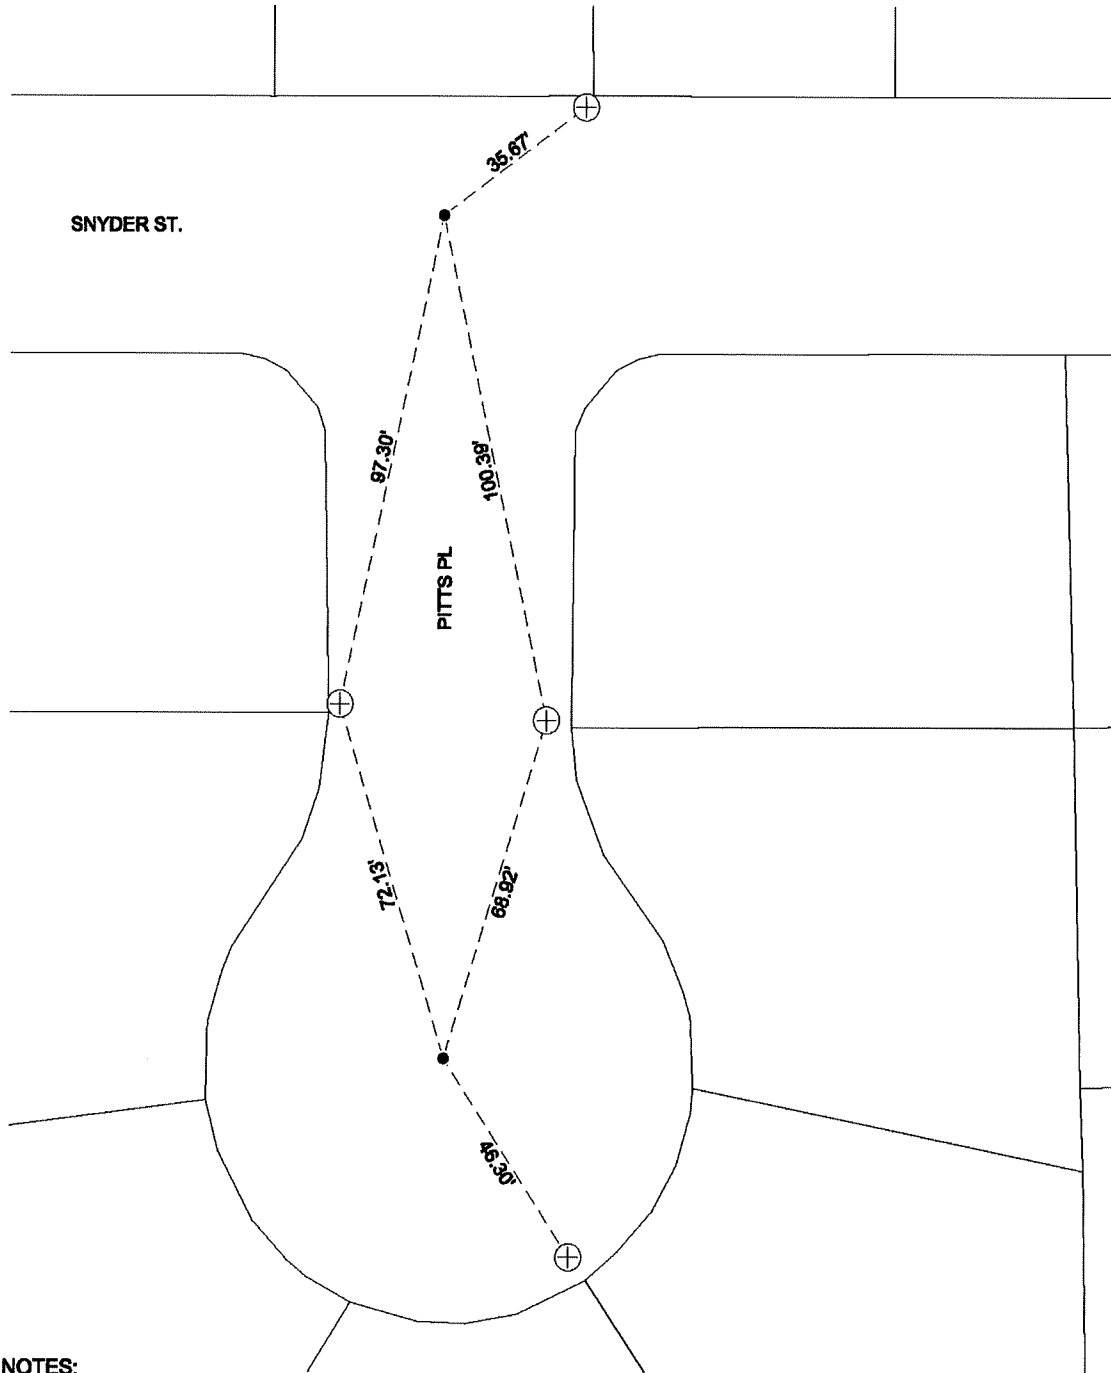 35.67'
SNYDER ST.
97.30'
100.39'
PITTS PL
72.13'
68.92'
46.30'
NOTES: